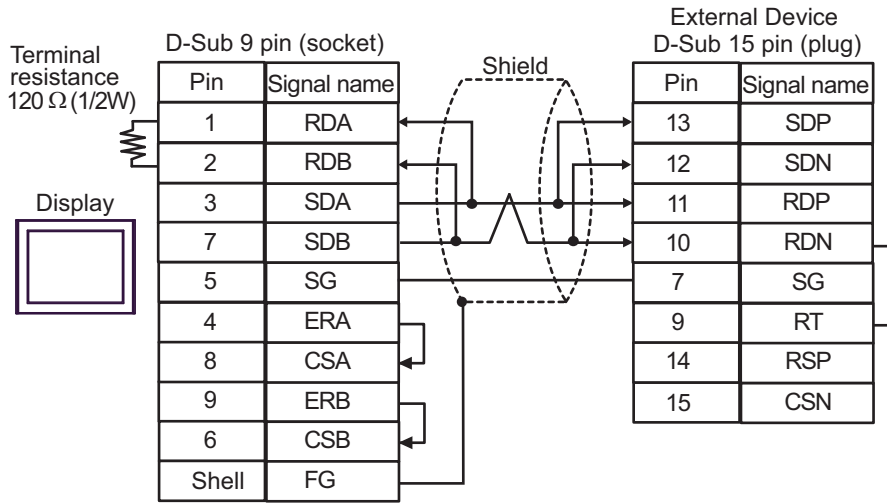 External Device
D-Sub 9 pin (socket)
D-Sub 15 pin (plug)
Terminal
resistance
120 Ω (1/2W)
Shield
Pin Signal name
Pin Signal name
1 RDA
13 SDP
2 RDB
12 SDN
Display
3 SDA
11 RDP
7 SDB
10 RDN
5 SG
7 SG
4 ERA
9 RT
8 CSA
14 RSP
9 ERB
15 CSN
6 CSB
Shell FG